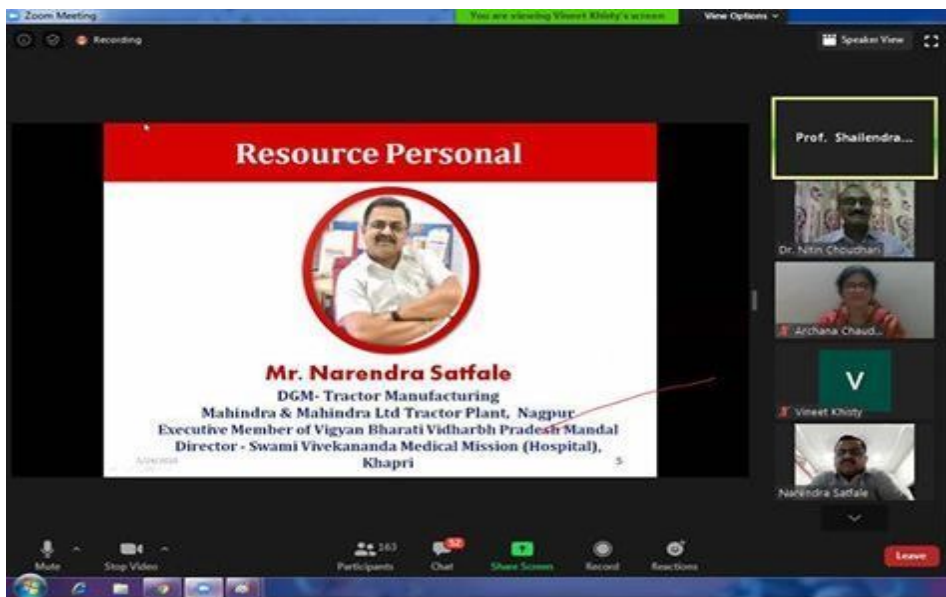 Zoom Meeting
You are viewing Vineet Khisty's screen
View Options
Recording
Speaker View
Resource Personal
Mr. Narendra Satfale
DGM- Tractor Manufacturing
Mahindra & Mahindra Ltd Tractor Plant, Nagpur
Executive Member of Vigyan Bharati Vidharbh Pradesh Mandal
Director - Swami Vivekananda Medical Mission (Hospital),
Khapri
5
Prof. Shailendra...
Dr. Nitin Choudhari
Archana Chaud...
V
Vineet Khisty
Narendra Satfale
Mute
Stop Video
163
Participants
52
Chat
Share Screen
Record
Reactions
Leave